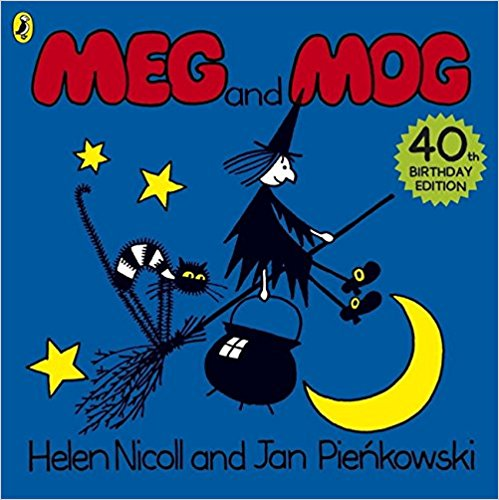 MEG and MOG
40th
BIRTHDAY
EDITION
Helen Nicoll and Jan Pieńkowski